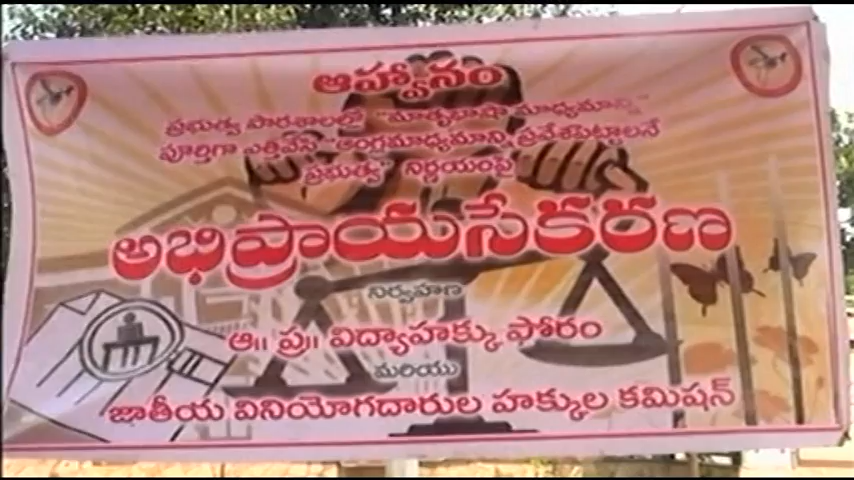 ఆహ్వానం
ప్రభుత్వ పాఠశాలల్లో "మాతృభాషా మాధ్యమాన్ని"
పూర్తిగా ఎత్తివేసి "ఆంగ్లమాధ్యమాన్ని ప్రవేశపెట్టాలనే
ప్రభుత్వ" నిర్ణయంపై
అభిప్రాయసేకరణ
నిర్వహణ
ఆ॥ ప్ర॥ విద్యాహక్కు ఫోరం
మరియు
జాతీయ వినియోగదారుల హక్కుల కమిషన్